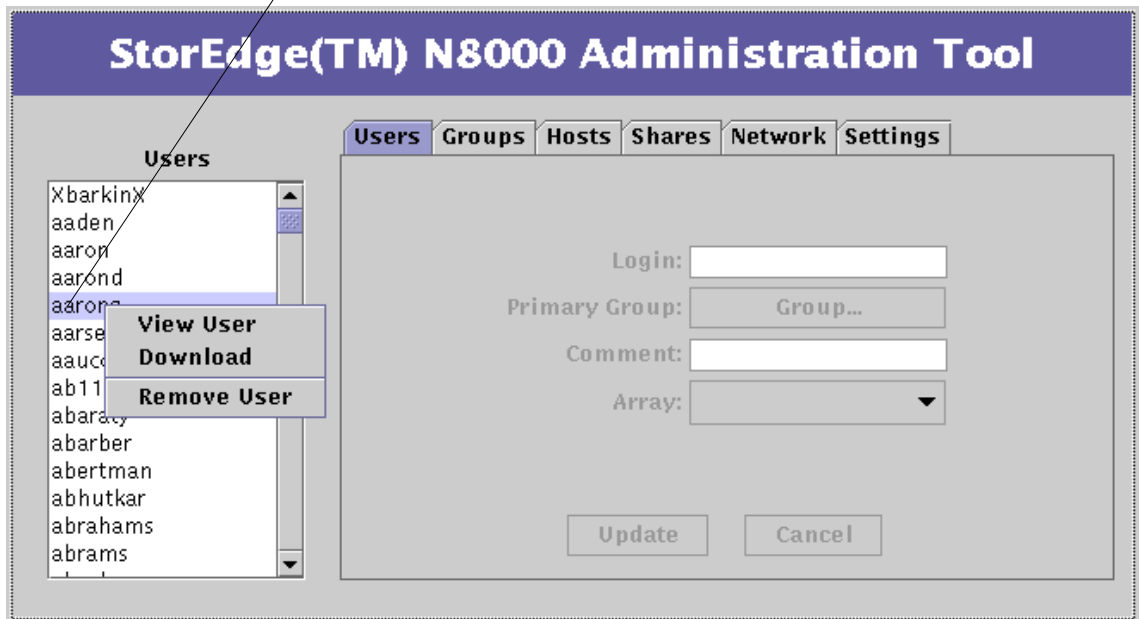 StorEdge(TM) N8000 Administration Tool
Users Groups Hosts Shares Network Settings
Users
XbarkinX
aaden
aaron
aarond
View User
Download
Remove User
abarber
abertman
abhutkar
abrahams
abrams
Login:
Primary Group: Group...
Comment:
Array:
Update Cancel